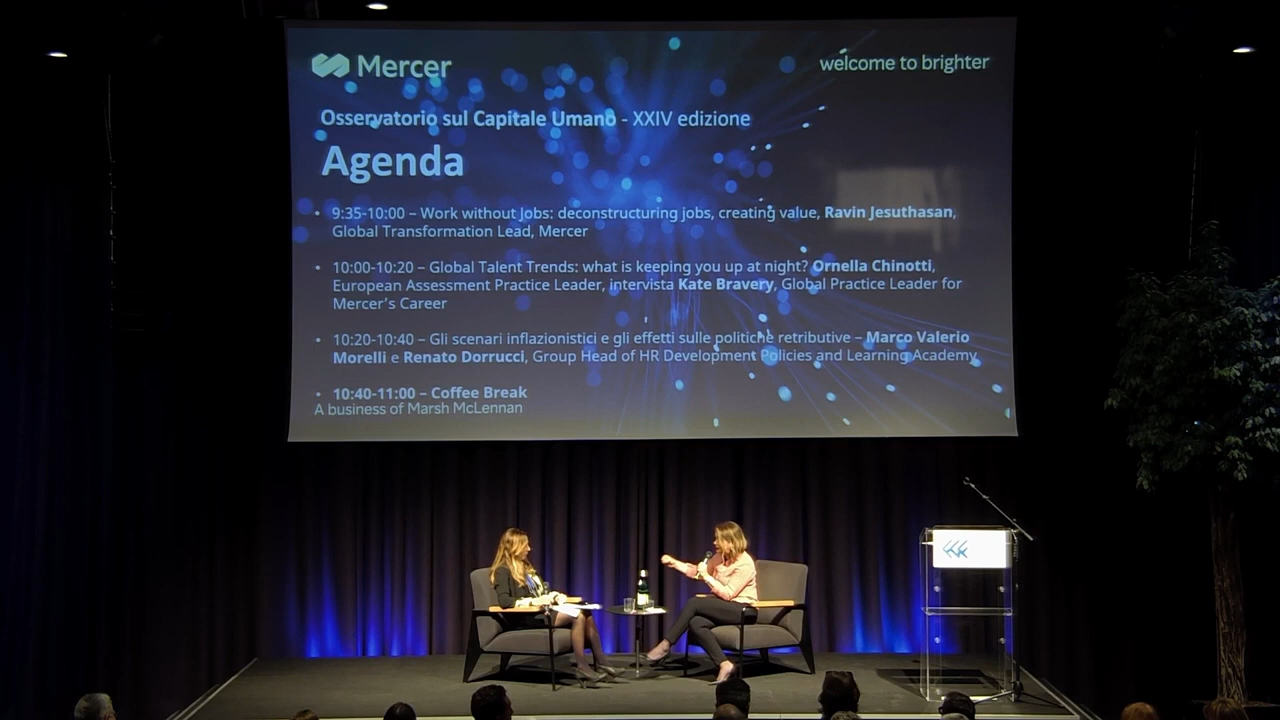 Mercer
welcome to brighter
Osservatorio sul Capitale Umano - XXIV edizione
Agenda
• 9:35-10:00 – Work without Jobs: deconstructing jobs, creating value, Ravin Jesuthasan,
Global Transformation Lead, Mercer
• 10:00-10:20 – Global Talent Trends: what is keeping you up at night? Ornella Chinotti,
European Assessment Practice Leader, intervista Kate Bravery, Global Practice Leader for
Mercer's Career
• 10:20-10:40 – Gli scenari inflazionistici e gli effetti sulle politiche retributive – Marco Valerio
Morelli e Renato Dorrucci, Group Head of HR Development Policies and Learning Academy
• 10:40-11:00 – Coffee Break
A business of Marsh McLennan